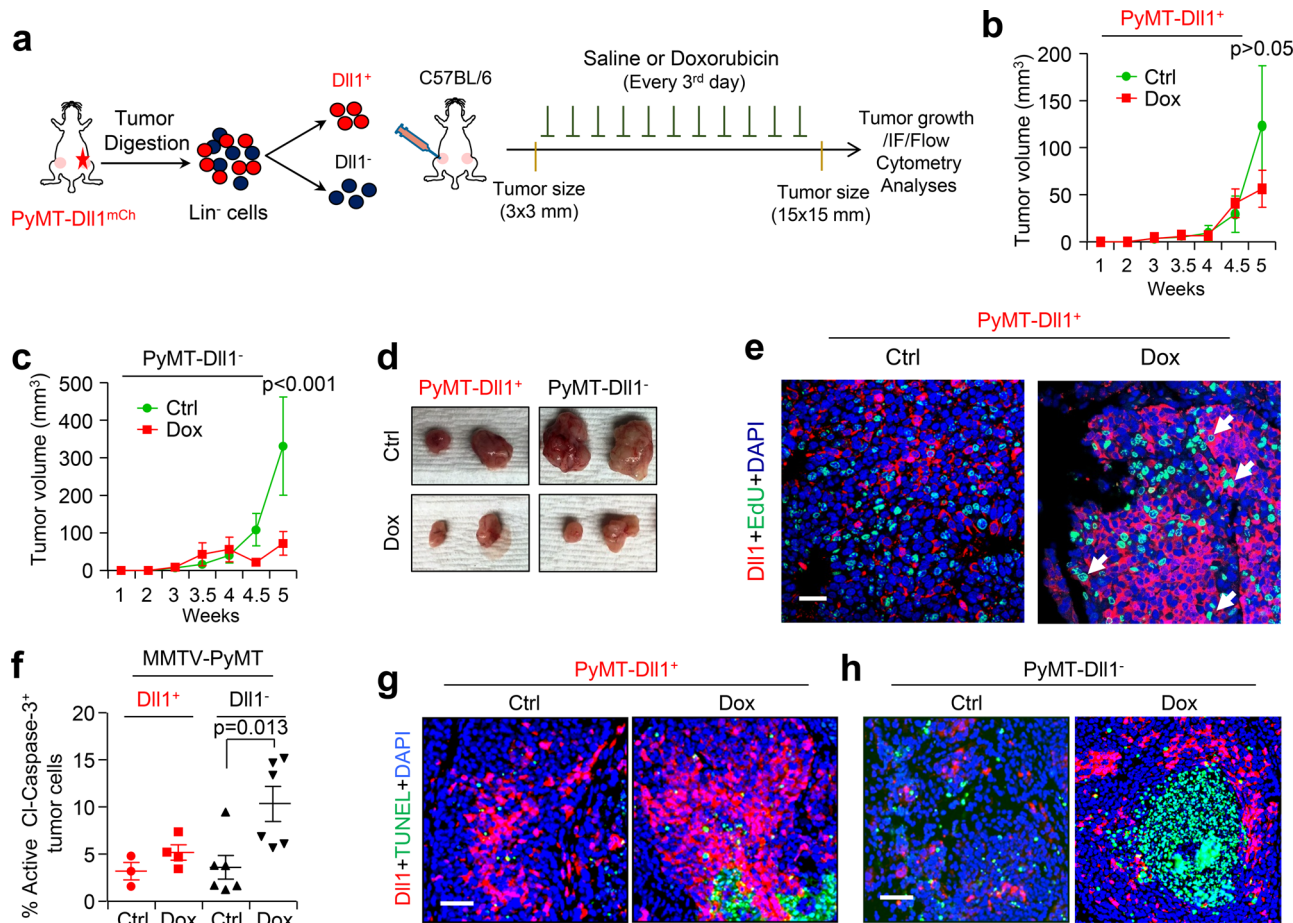 a
PyMT-Dll1mCh
Tumor
Digestion
Lin- cells
Dll1+
Dll1-
C57BL/6
Saline or Doxorubicin
(Every 3rd day)
Tumor size
(3x3 mm)
Tumor size
(15x15 mm)
Tumor growth
/IF/Flow
Cytometry
Analyses
b
PyMT-Dll1+
p>0.05
Ctrl
Dox
Tumor volume (mm3)
200
150
100
50
0
1 2 3 3.5 4 4.5 5
Weeks
c
PyMT-Dll1-
p<0.001
Ctrl
Dox
Tumor volume (mm3)
500
400
300
200
100
0
1 2 3 3.5 4 4.5 5
Weeks
d
PyMT-Dll1+ PyMT-Dll1-
Ctrl
Dox
e
PyMT-Dll1+
Ctrl Dox
Dll1+EdU+DAPI
f
MMTV-PyMT
Dll1+ Dll1-
p=0.013
% Active Cl-Caspase-3+
tumor cells
20
15
10
5
0
Ctrl Dox Ctrl Dox
g
PyMT-Dll1+
Ctrl Dox
Dll1+TUNEL+DAPI
h
PyMT-Dll1-
Ctrl Dox